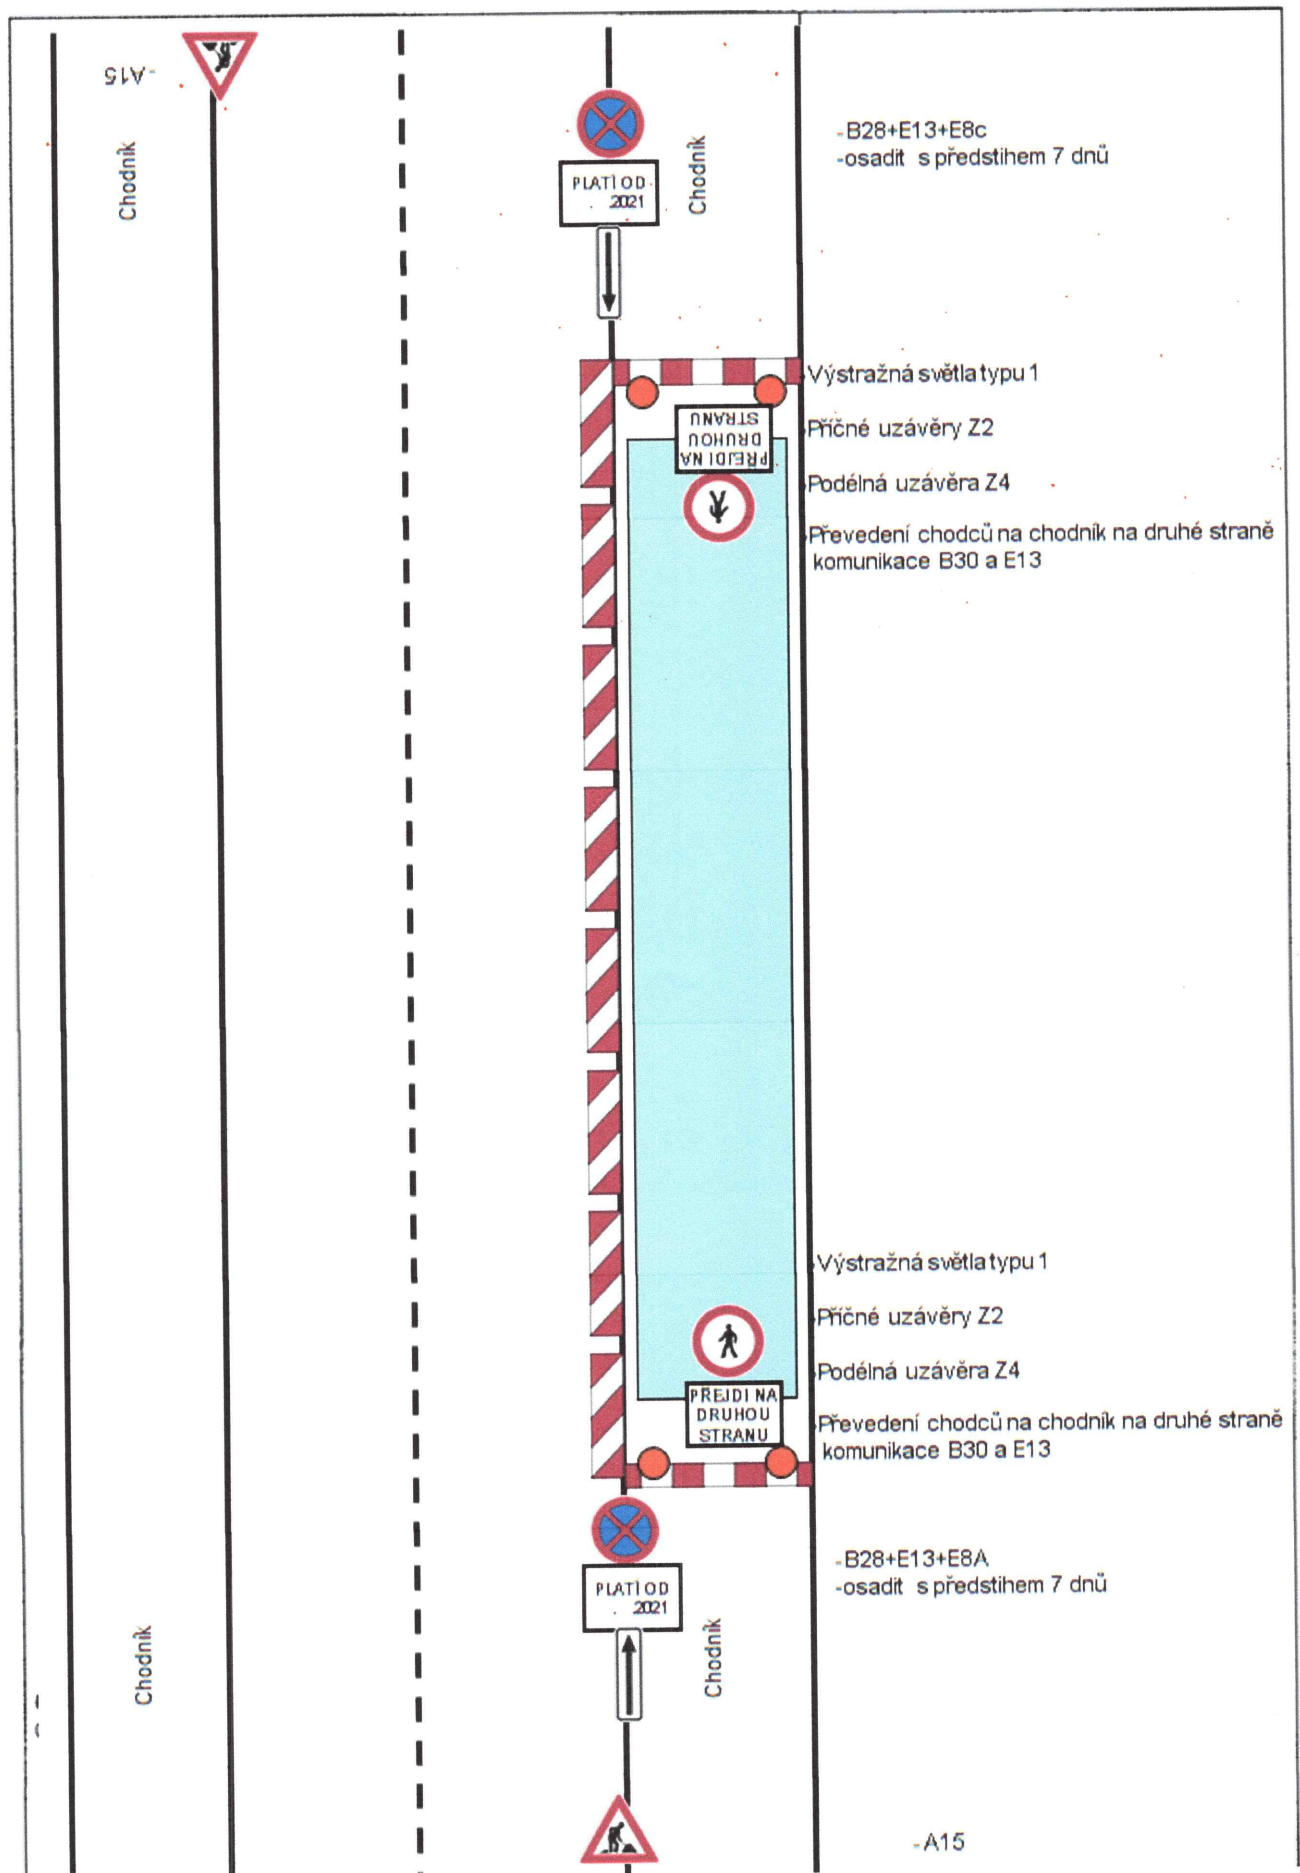 -A15
Chodník
Chodník
-B28+E13+E8c
-osadit s předstihem 7 dnů
PLATÍ OD
.2021
Výstražná světla typu 1
PŘEJDI NA
DRUHOU
STRANU
Příčné uzávěry Z2
Podélná uzávěra Z4
Převedení chodců na chodník na druhé straně
komunikace B30 a E13
Výstražná světla typu 1
Příčné uzávěry Z2
Podélná uzávěra Z4
PŘEJDI NA
DRUHOU
STRANU
Převedení chodců na chodník na druhé straně
komunikace B30 a E13
-B28+E13+E8A
-osadit s předstihem 7 dnů
PLATÍ OD
. 2021
Chodník
Chodník
-A15